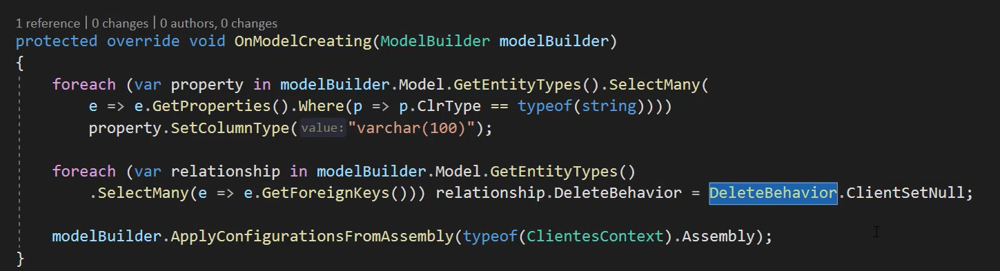 1 reference | 0 changes | 0 authors, 0 changes
protected override void OnModelCreating(ModelBuilder modelBuilder)
{
foreach (var property in modelBuilder.Model.GetEntityTypes().SelectMany(
e => e.GetProperties().Where(p => p.ClrType == typeof(string))))
property.SetColumnType(value:"varchar(100)");
foreach (var relationship in modelBuilder.Model.GetEntityTypes()
.SelectMany(e => e.GetForeignKeys())) relationship.DeleteBehavior = DeleteBehavior.ClientSetNull;
modelBuilder.ApplyConfigurationsFromAssembly(typeof(ClientesContext).Assembly);
}